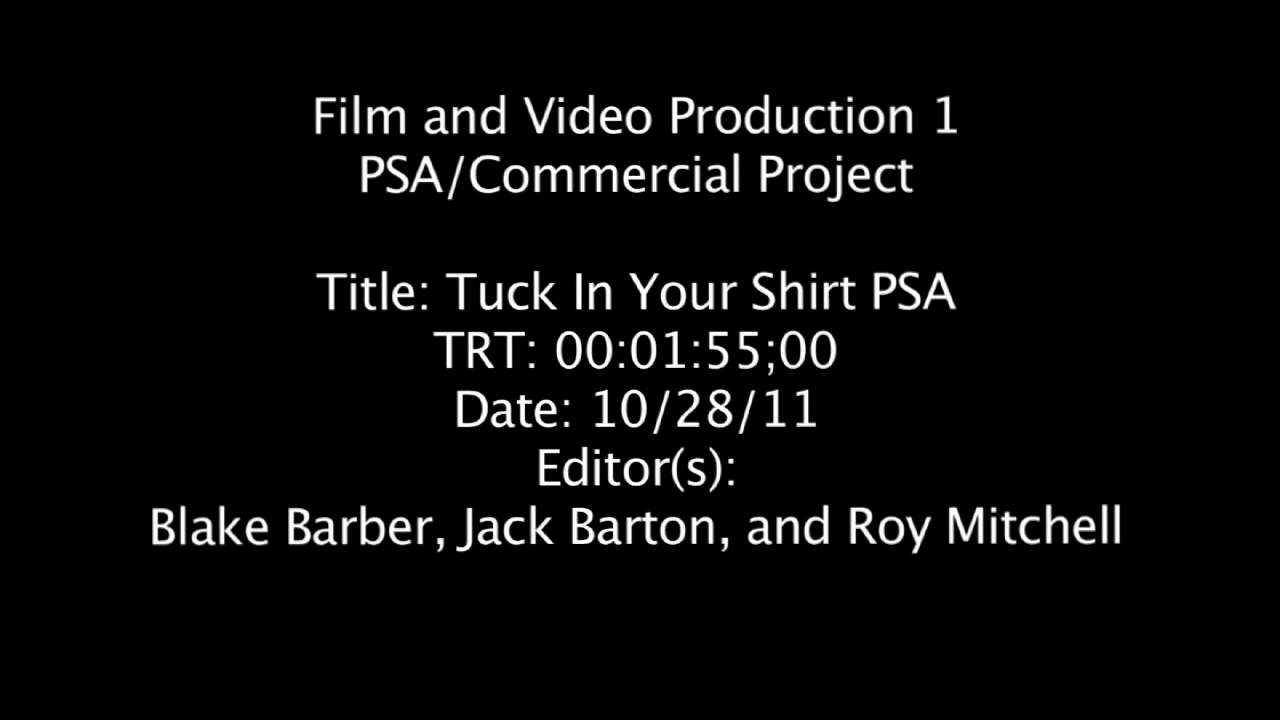 Film and Video Production 1
PSA/Commercial Project
Title: Tuck In Your Shirt PSA
TRT: 00:01:55;00
Date: 10/28/11
Editor(s):
Blake Barber, Jack Barton, and Roy Mitchell